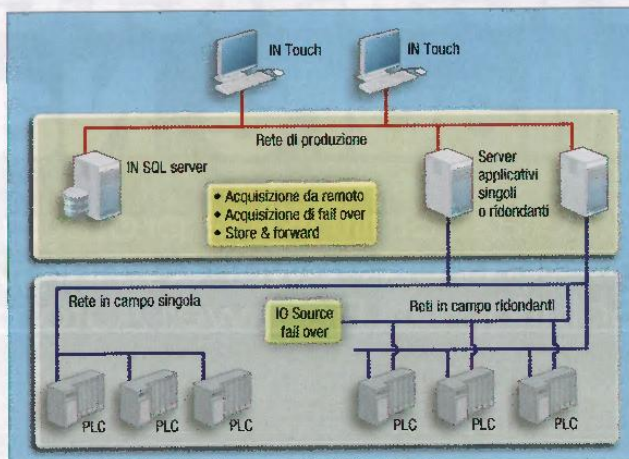 IN Touch
IN Touch
Rete di produzione
IN SQL server
Server
applicativi
singoli
o ridondanti
• Acquisizione da remoto
• Acquisizione di fail over
• Store & forward
Rete in campo singola
IO Source
fail over
Reti in campo ridondanti
PLC
PLC
PLC
PLC
PLC
PLC